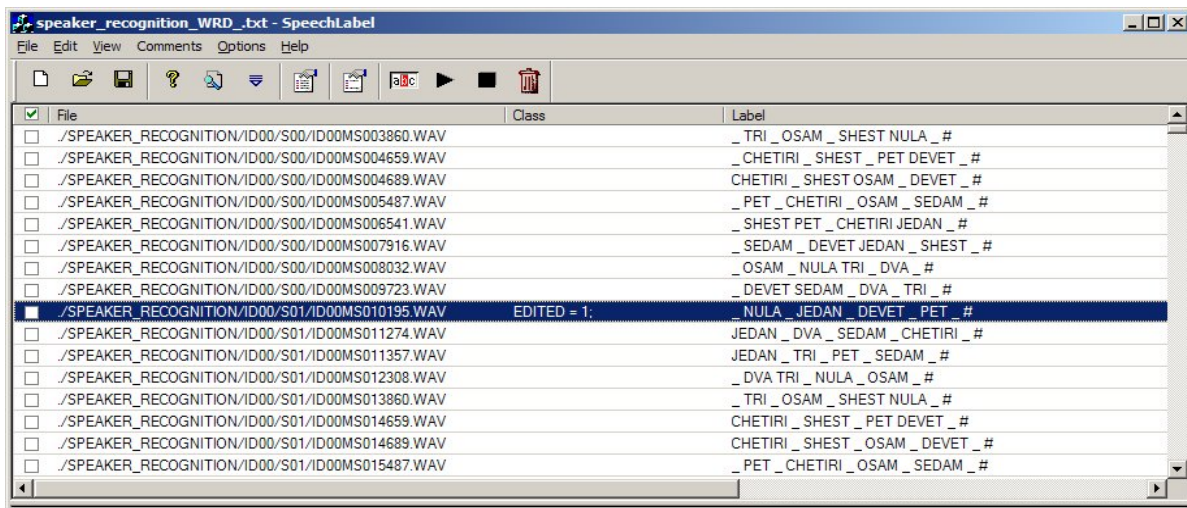 speaker_recognition_WRD_.txt - SpeechLabel
File Edit View Comments Options Help
a B c
File Class Label
./SPEAKER_RECOGNITION/ID00/S00/ID00MS003860.WAV _ TRI _ OSAM _ SHEST NULA _ #
./SPEAKER_RECOGNITION/ID00/S00/ID00MS004659.WAV _ CHETIRI _ SHEST _ PET DEVET _ #
./SPEAKER_RECOGNITION/ID00/S00/ID00MS004689.WAV CHETIRI _ SHEST OSAM _ DEVET _ #
./SPEAKER_RECOGNITION/ID00/S00/ID00MS005487.WAV _ PET _ CHETIRI _ OSAM _ SEDAM _ #
./SPEAKER_RECOGNITION/ID00/S00/ID00MS006541.WAV _ SHEST PET _ CHETIRI JEDAN _ #
./SPEAKER_RECOGNITION/ID00/S00/ID00MS007916.WAV _ SEDAM _ DEVET JEDAN _ SHEST _ #
./SPEAKER_RECOGNITION/ID00/S00/ID00MS008032.WAV _ OSAM _ NULA TRI _ DVA _ #
./SPEAKER_RECOGNITION/ID00/S00/ID00MS009723.WAV _ DEVET SEDAM _ DVA _ TRI _ #
./SPEAKER_RECOGNITION/ID00/S01/ID00MS010195.WAV EDITED = 1; _ NULA _ JEDAN _ DEVET _ PET _ #
./SPEAKER_RECOGNITION/ID00/S01/ID00MS011274.WAV JEDAN _ DVA _ SEDAM _ CHETIRI _ #
./SPEAKER_RECOGNITION/ID00/S01/ID00MS011357.WAV JEDAN _ TRI _ PET _ SEDAM _ #
./SPEAKER_RECOGNITION/ID00/S01/ID00MS012308.WAV _ DVA TRI _ NULA _ OSAM _ #
./SPEAKER_RECOGNITION/ID00/S01/ID00MS013860.WAV _ TRI _ OSAM _ SHEST NULA _ #
./SPEAKER_RECOGNITION/ID00/S01/ID00MS014659.WAV CHETIRI _ SHEST _ PET DEVET _ #
./SPEAKER_RECOGNITION/ID00/S01/ID00MS014689.WAV CHETIRI _ SHEST _ OSAM _ DEVET _ #
./SPEAKER_RECOGNITION/ID00/S01/ID00MS015487.WAV _ PET _ CHETIRI _ OSAM _ SEDAM _ #